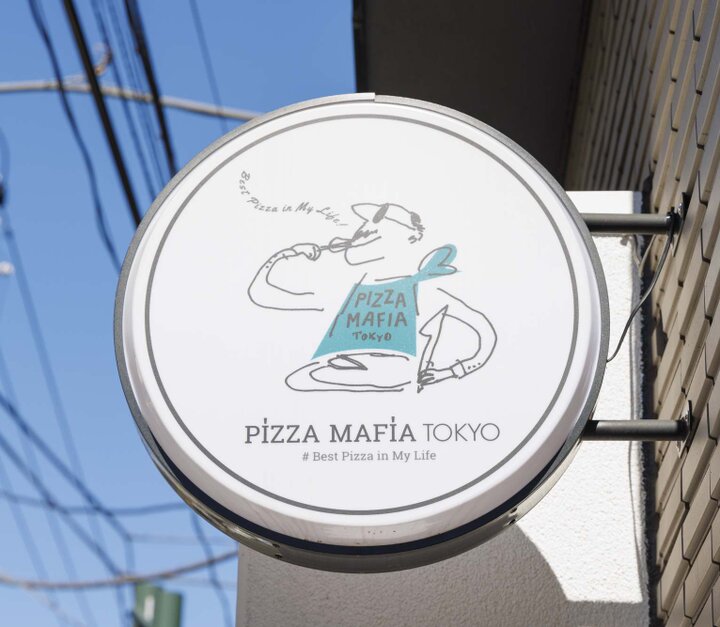 Best Pizza in My Life!
PIZZA
MAFIA
TOKYO
PIZZA MAFIA TOKYO
# Best Pizza in My Life